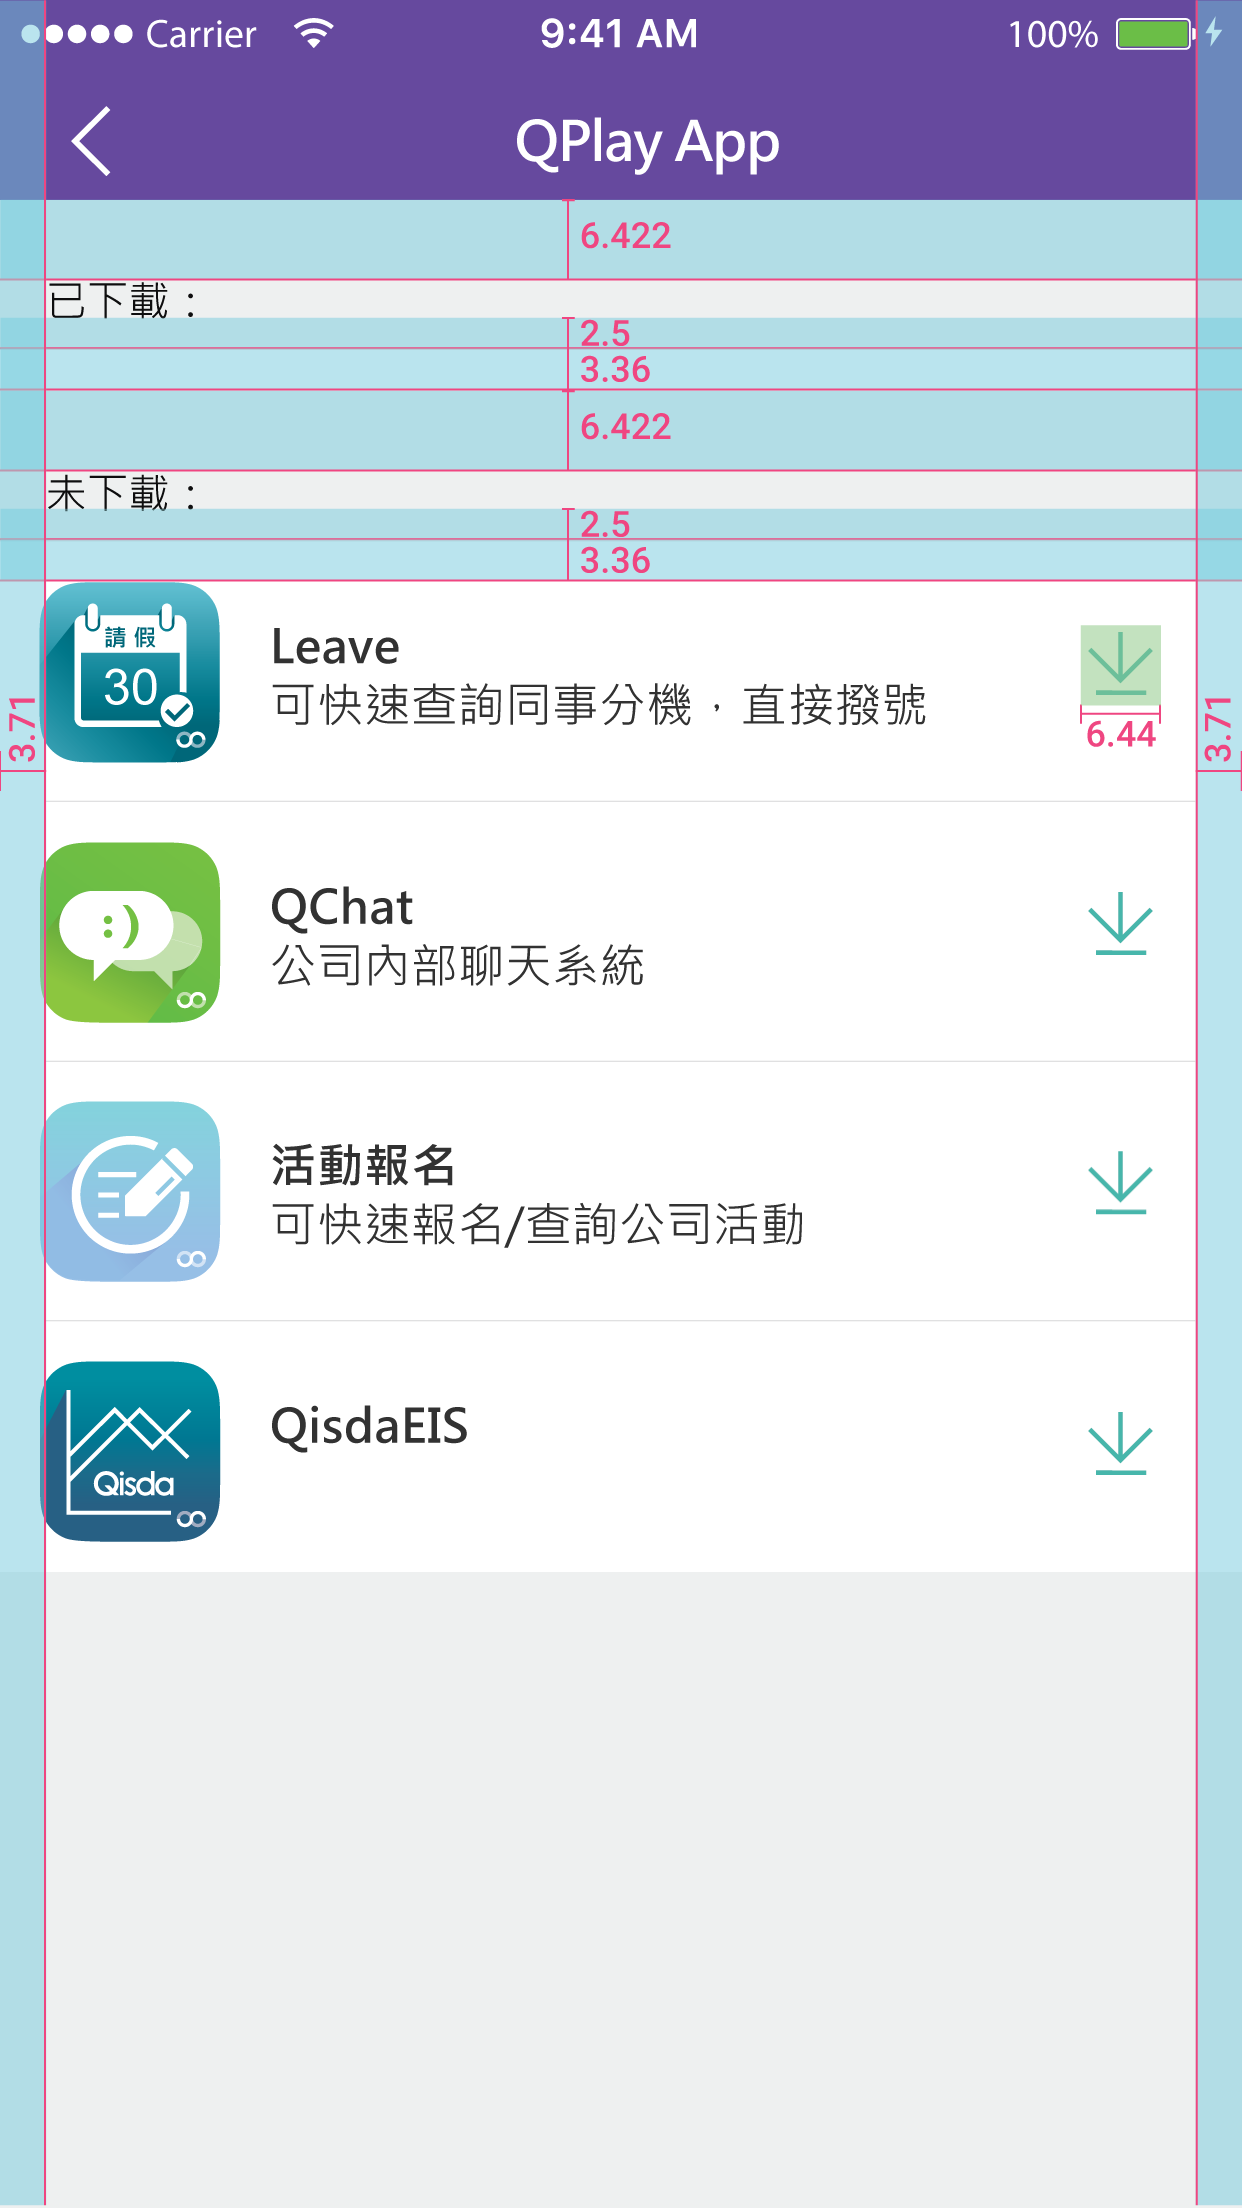 Carrier 9:41 AM 100%
QPlay App
6.422
已下載：
2.5
3.36
6.422
未下載：
2.5
3.36
請假
30
Leave
可快速查詢同事分機，直接撥號
6.44
3.71
3.71
:)
QChat
公司內部聊天系統
活動報名
可快速報名/查詢公司活動
Qisda
QisdaEIS